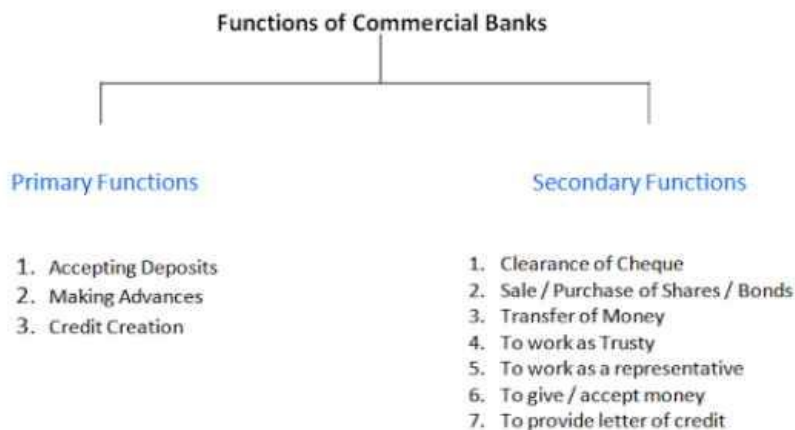 Functions of Commercial Banks
Primary Functions
1. Accepting Deposits
2. Making Advances
3. Credit Creation
Secondary Functions
1. Clearance of Cheque
2. Sale / Purchase of Shares / Bonds
3. Transfer of Money
4. To work as Trusty
5. To work as a representative
6. To give / accept money
7. To provide letter of credit